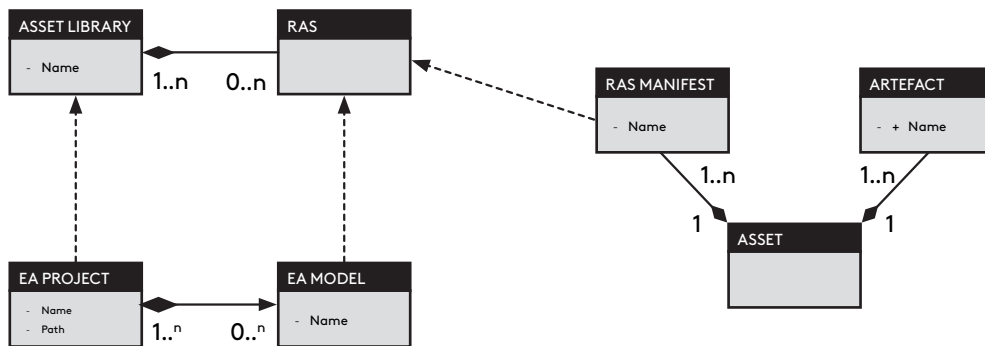 ASSET LIBRARY
- Name
1..n
0..n
RAS
RAS MANIFEST
- Name
ARTEFACT
- + Name
1..n
1..n
1
1
ASSET
EA PROJECT
- Name
- Path
1..ⁿ
0..ⁿ
EA MODEL
- Name